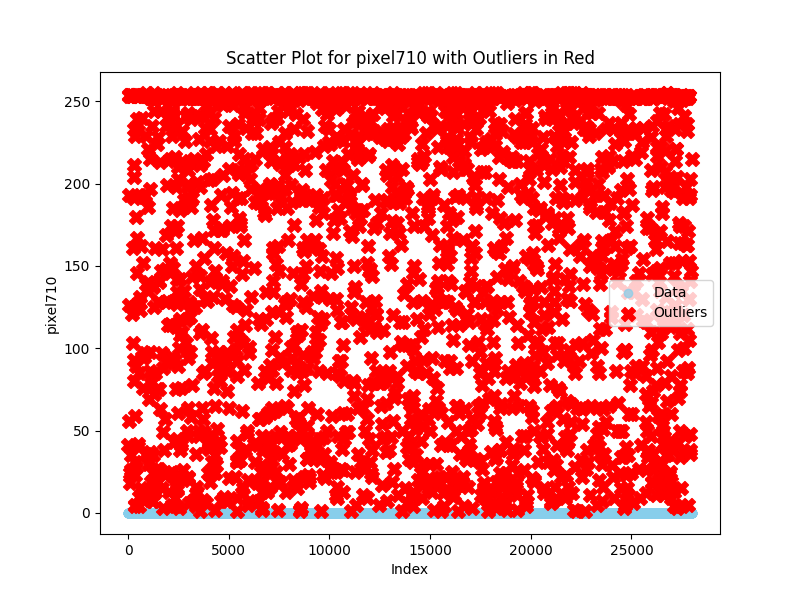 Scatter Plot for pixel710 with Outliers in Red
250
200
150
100
50
0
pixel710
Data
Outliers
0 5000 10000 15000 20000 25000
Index